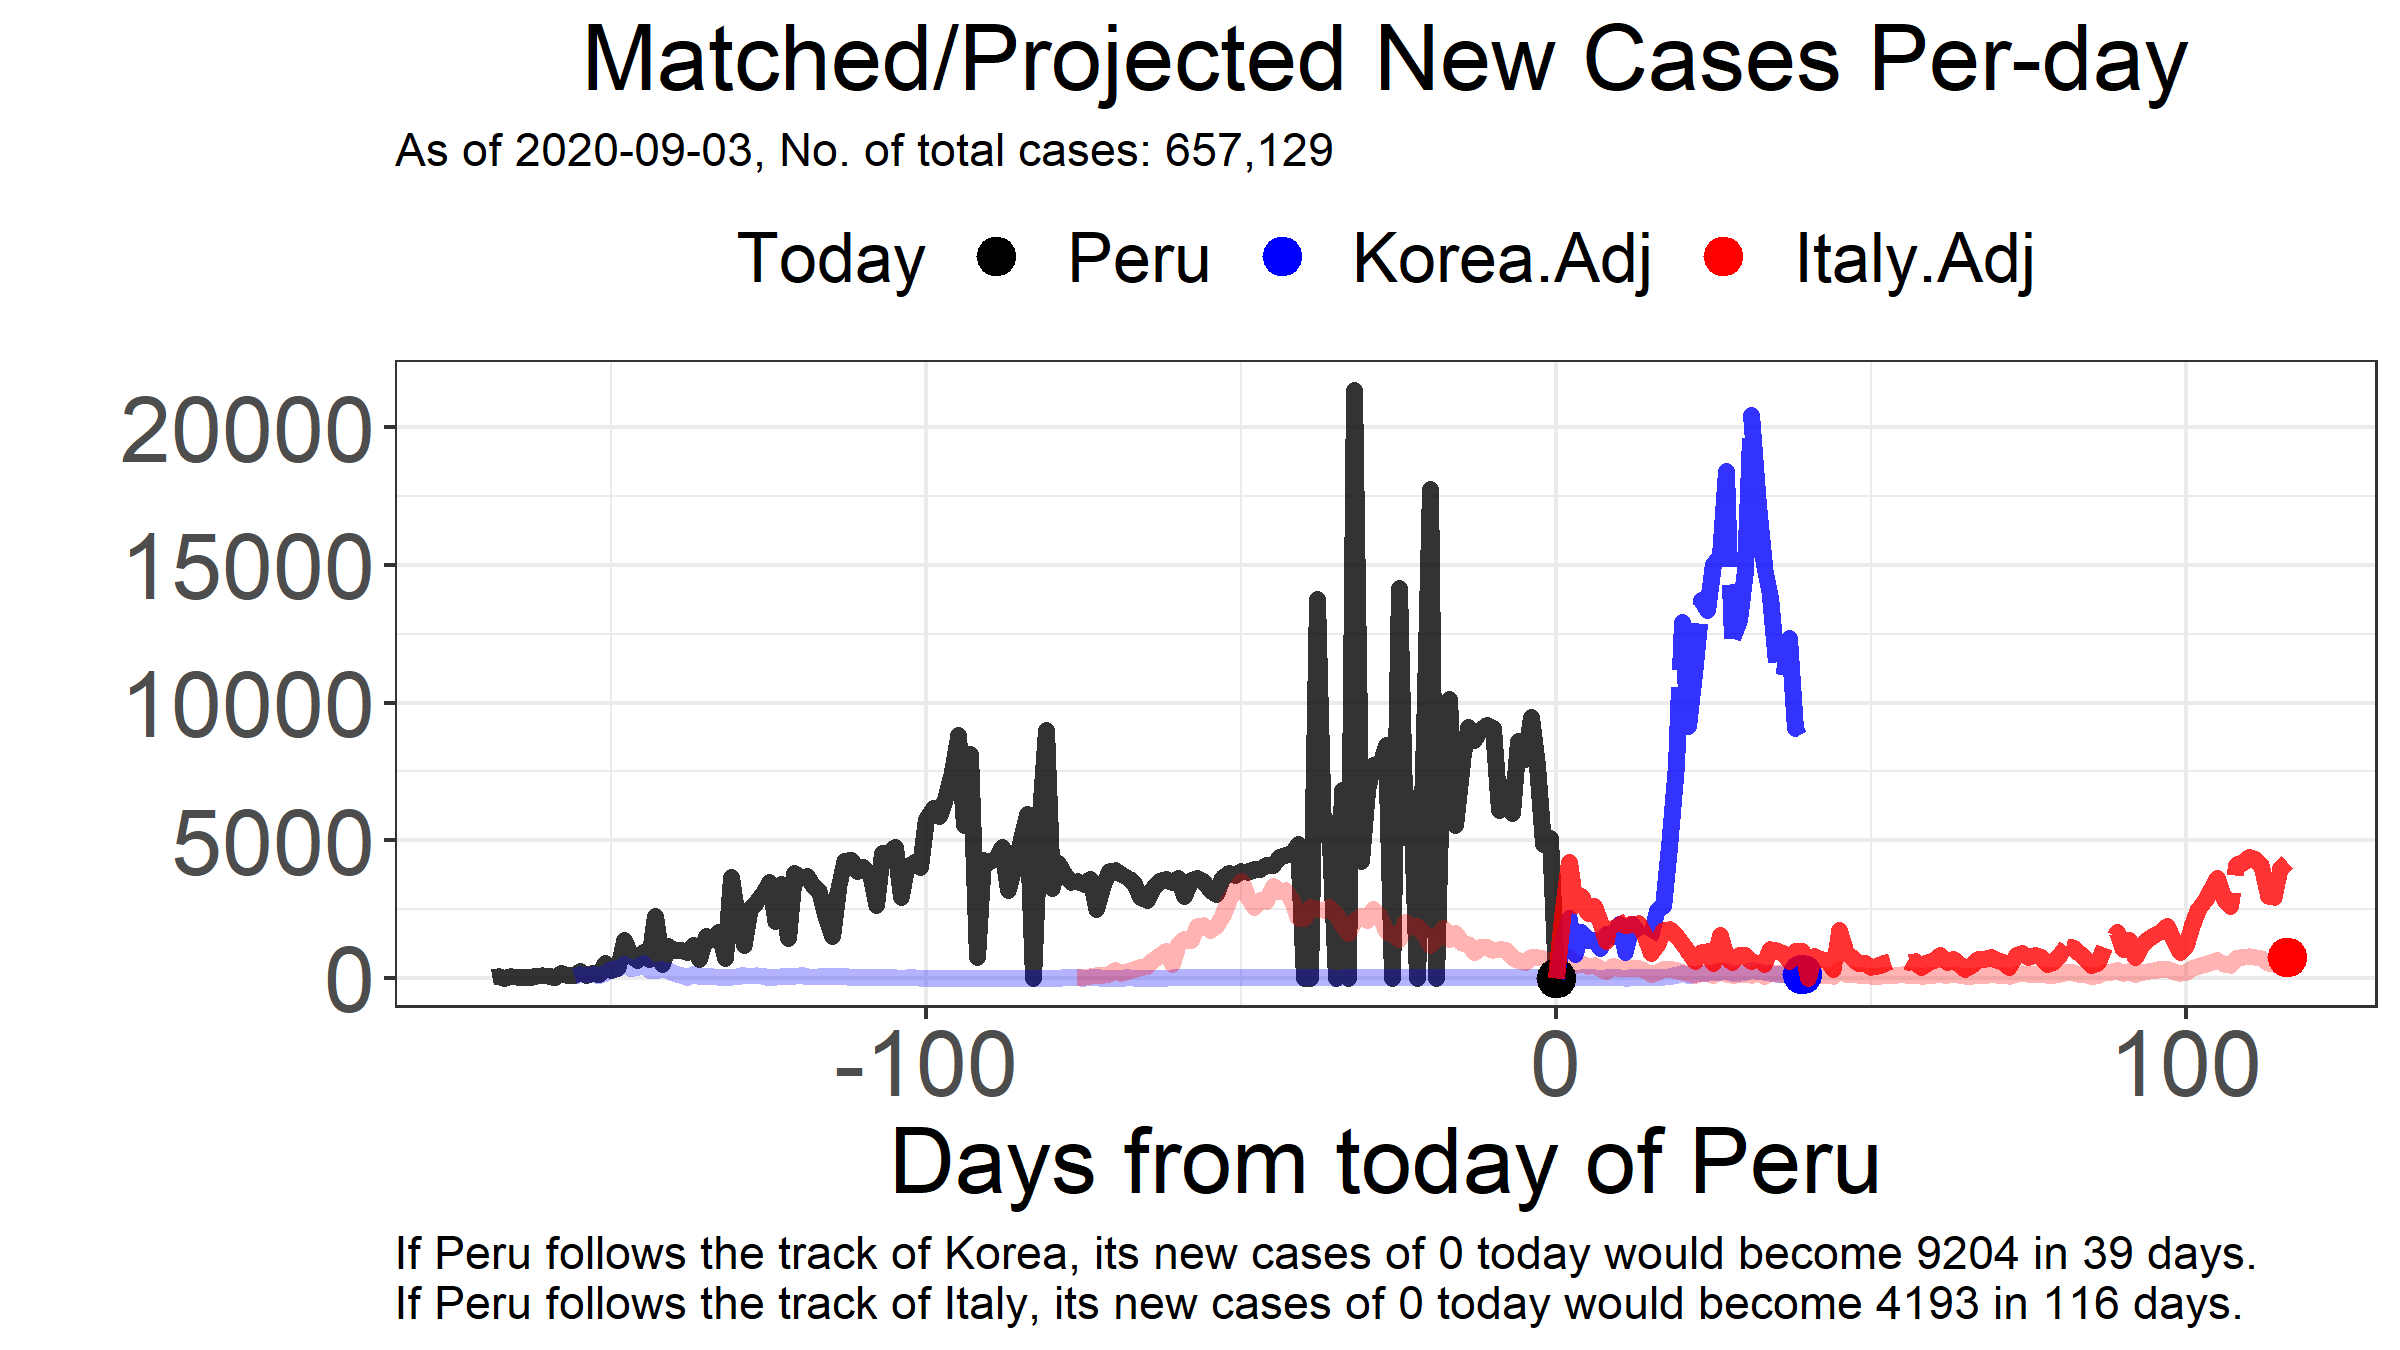 Matched/Projected New Cases Per-day
As of 2020-09-03, No. of total cases: 657,129
Today Peru Korea.Adj Italy.Adj
20000
15000
10000
5000
0
-100 0 100
Days from today of Peru
If Peru follows the track of Korea, its new cases of 0 today would become 9204 in 39 days.
If Peru follows the track of Italy, its new cases of 0 today would become 4193 in 116 days.